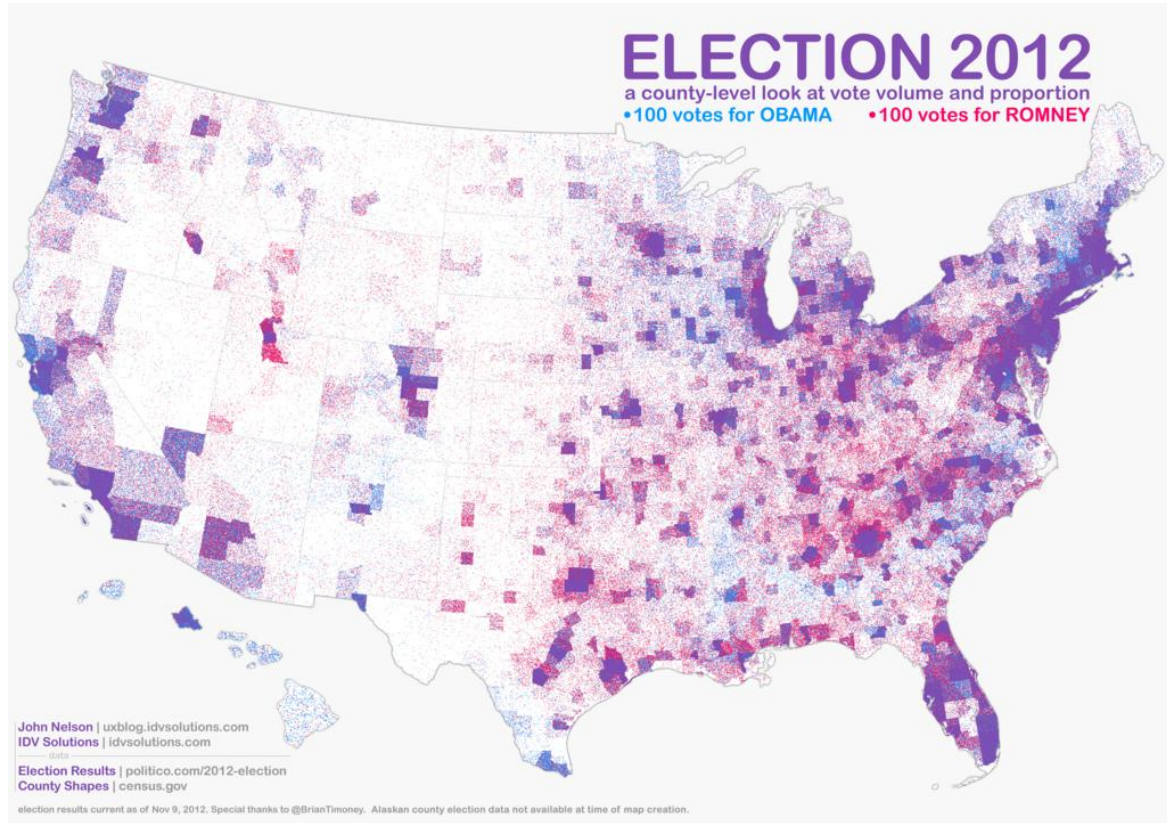 ELECTION 2012
a county-level look at vote volume and proportion
•100 votes for OBAMA •100 votes for ROMNEY
John Nelson | uxblog.idvsolutions.com
IDV Solutions | idvsolutions.com
data
Election Results | politico.com/2012-election
County Shapes | census.gov
election results current as of Nov 9, 2012. Special thanks to @BrianTimoney. Alaskan county election data not available at time of map creation.